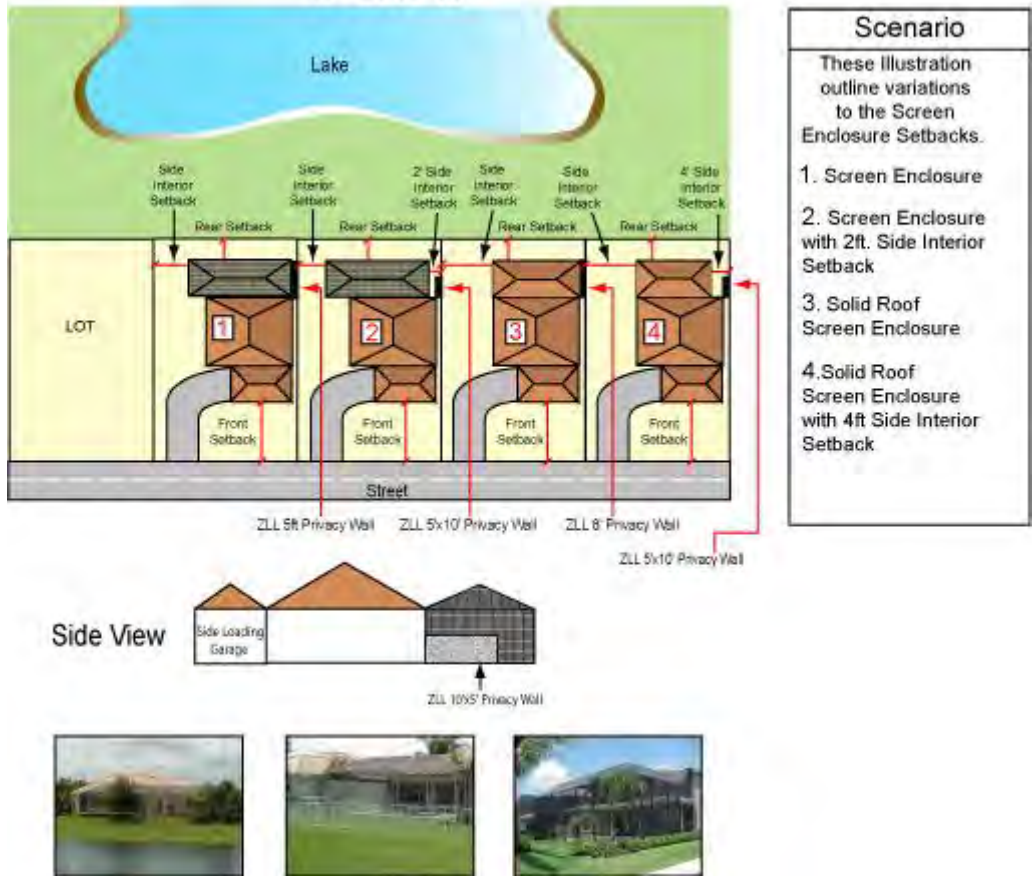 Lake
Side
Interior
Setback
Side
Interior
Setback
2' Side
Interior
Setback
Side
Interior
Setback
Side
Interior
Setback
4' Side
Interior
Setback
Rear Setback
Rear Setback
Rear Setback
Rear Setback
LOT
1
2
3
4
Front
Setback
Front
Setback
Front
Setback
Front
Setback
Street
ZLL 5ft Privacy Wall
ZLL 5'x10' Privacy Wall
ZLL 8' Privacy Wall
ZLL 5'x10' Privacy Wall
Side View
Side Loading
Garage
ZLL 10'X5' Privacy Wall
Scenario
These Illustration
outline variations
to the Screen
Enclosure Setbacks.
1. Screen Enclosure
2. Screen Enclosure
with 2ft. Side Interior
Setback
3. Solid Roof
Screen Enclosure
4.Solid Roof
Screen Enclosure
with 4ft Side Interior
Setback